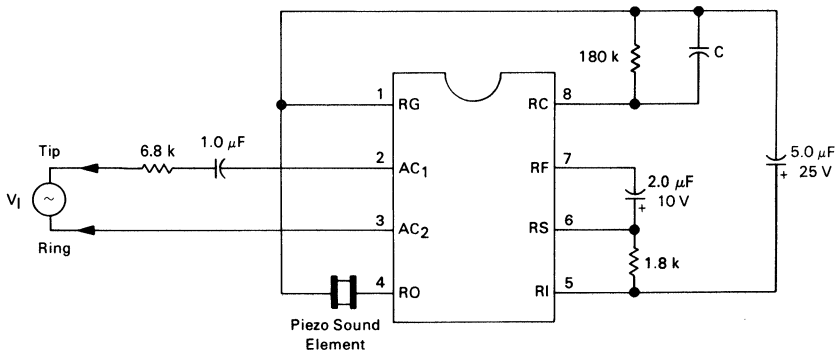 180 k
C
1 RG
RC 8
Tip
6.8 k
1.0 μF
2 AC1
RF 7
5.0 μF
+ 25 V
VI
~
2.0 μF
+ 10 V
3 AC2
RS 6
Ring
1.8 k
4 RO
RI 5
Piezo Sound
Element